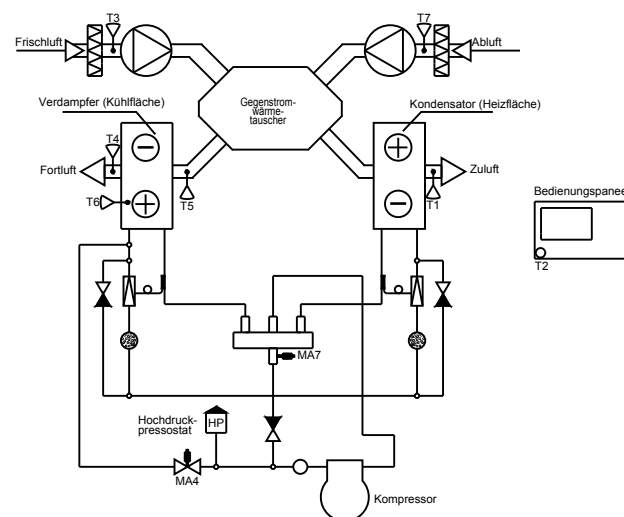 T3
T7
Frischluft
Abluft
Verdampfer (Kühlfläche)
Gegenstrom-
wärme-
tauscher
Kondensator (Heizfläche)
T4
Fortluft
T6
T5
T1
Zuluft
Bedienungspanee
T2
MA7
Hochdruck-
pressostat
HP
MA4
Kompressor